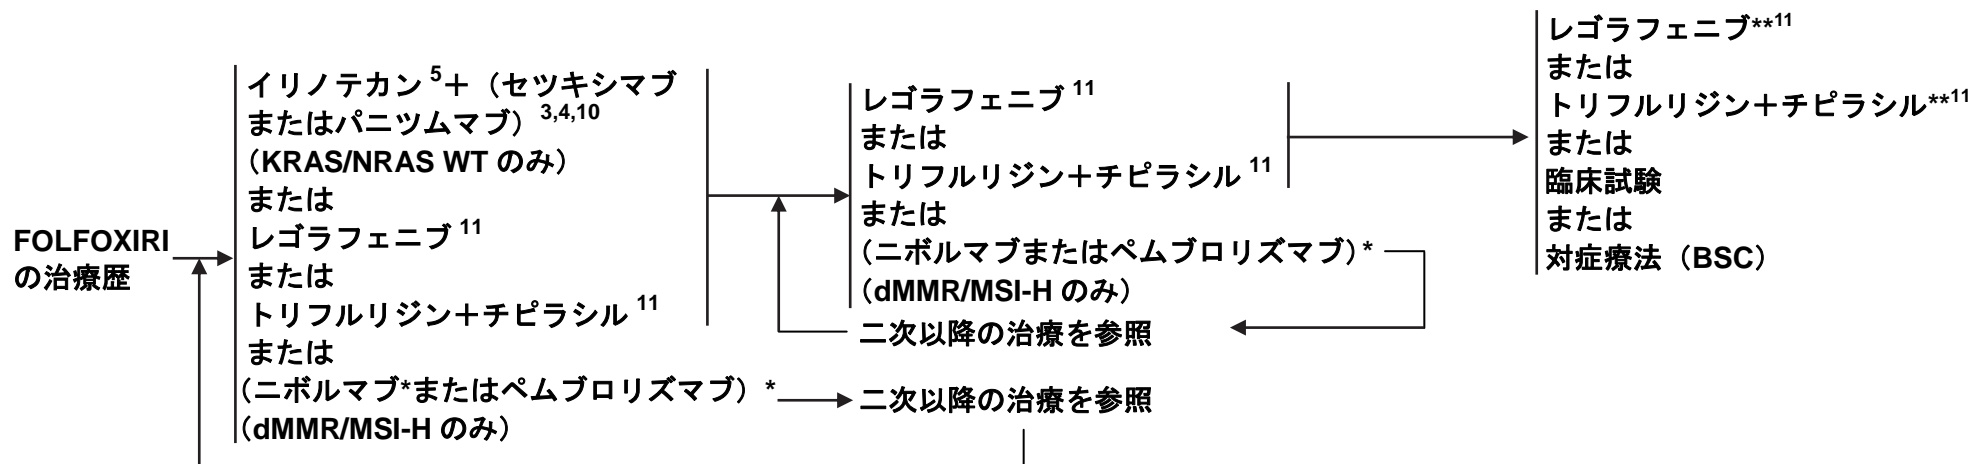 FOLFOXIRI
の治療歴
イリノテカン 5＋（セツキシマブ
またはパニツムマブ）3,4,10
（KRAS/NRAS WT のみ）
または
レゴラフェニブ 11
または
トリフルリジン＋チピラシル 11
または
（ニボルマブ*またはペムブロリズマブ）*
（dMMR/MSI-H のみ）
レゴラフェニブ 11
または
トリフルリジン＋チピラシル 11
または
（ニボルマブまたはペムブロリズマブ）*
（dMMR/MSI-H のみ）
二次以降の治療を参照
二次以降の治療を参照
レゴラフェニブ**11
または
トリフルリジン＋チピラシル**11
または
臨床試験
または
対症療法（BSC）